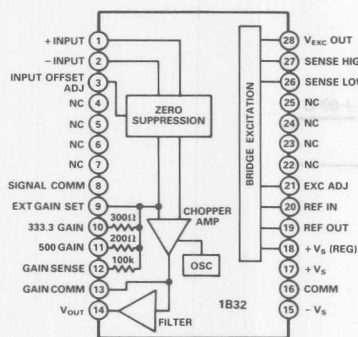 + INPUT 1
− INPUT 2
INPUT OFFSET ADJ 3
NC 4
NC 5
NC 6
NC 7
SIGNAL COMM 8
EXT GAIN SET 9
333.3 GAIN 10
500 GAIN 11
GAIN SENSE 12
GAIN COMM 13
VOUT 14
ZERO
SUPPRESSION
300Ω
200Ω
100k
CHOPPER
AMP
OSC
FILTER
1B32
BRIDGE EXCITATION
28 VEXC OUT
27 SENSE HIG
26 SENSE LOW
25 NC
24 NC
23 NC
22 NC
21 EXC ADJ
20 REF IN
19 REF OUT
18 + VS (REG)
17 + VS
16 COMM
15 − VS